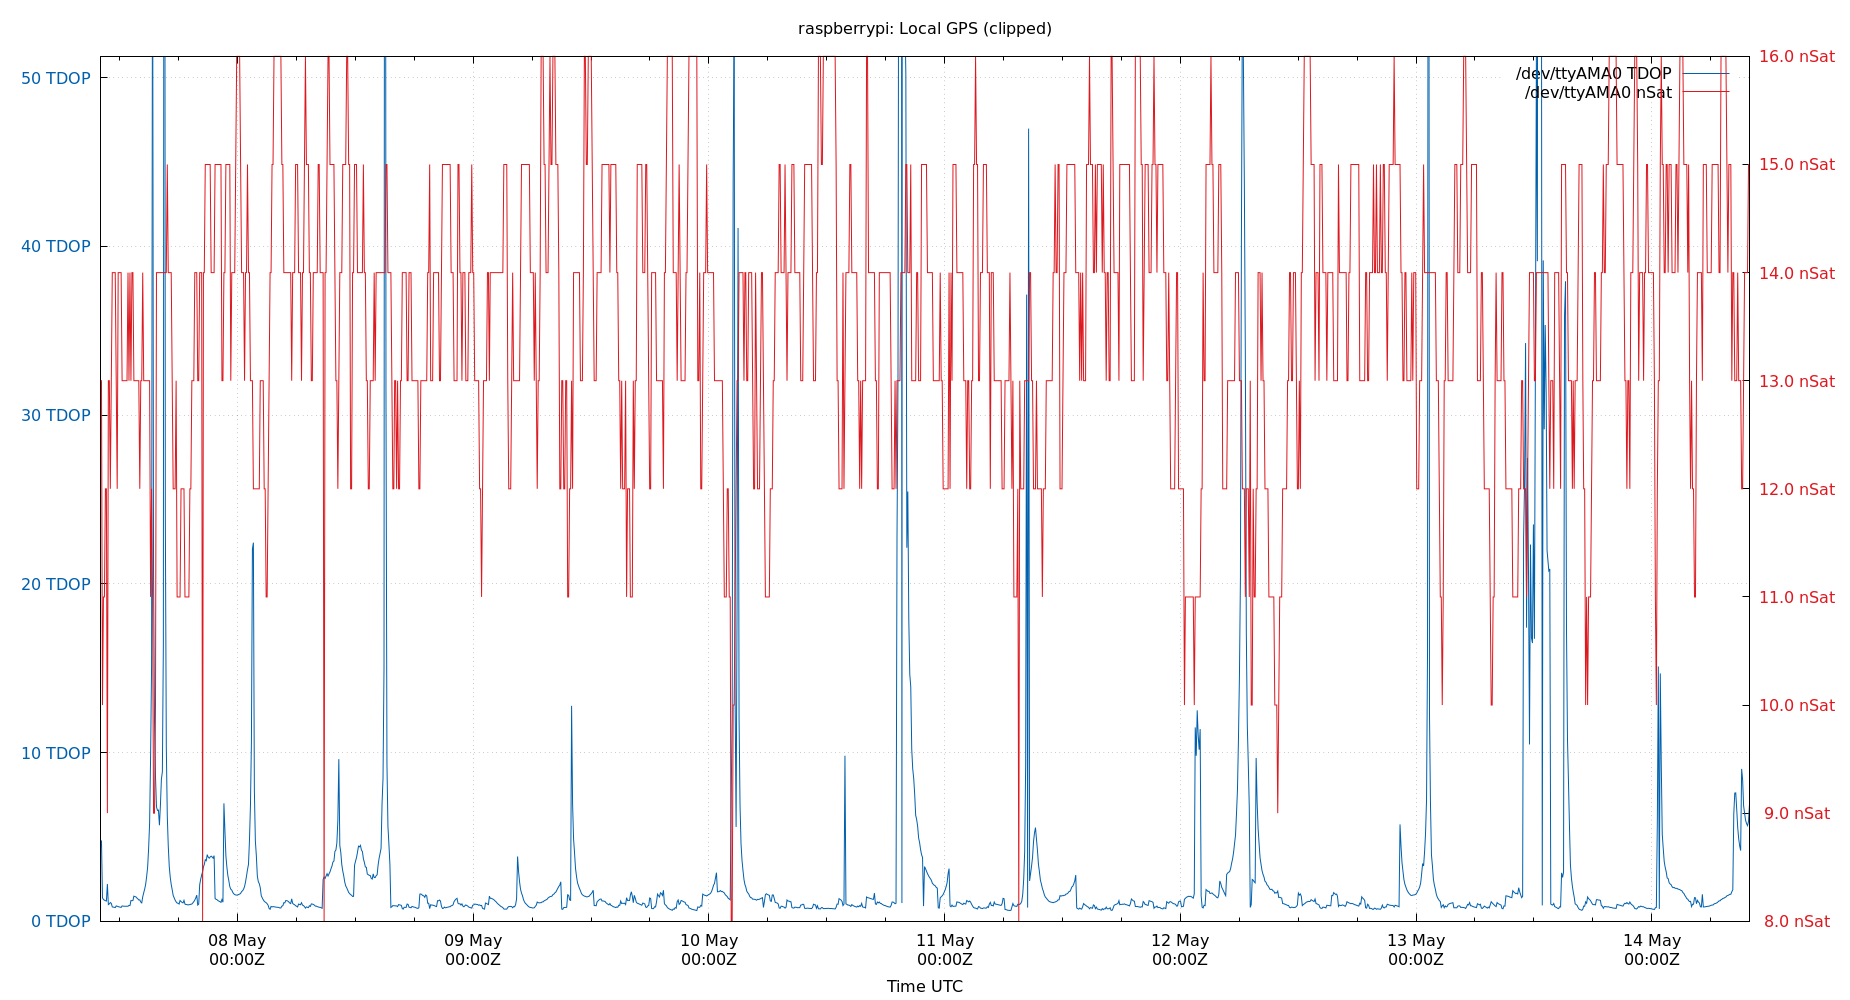 raspberrypi: Local GPS (clipped)
50 TDOP
40 TDOP
30 TDOP
20 TDOP
10 TDOP
0 TDOP
/dev/ttyAMA0 TDOP
/dev/ttyAMA0 nSat
16.0 nSat
15.0 nSat
14.0 nSat
13.0 nSat
12.0 nSat
11.0 nSat
10.0 nSat
9.0 nSat
8.0 nSat
08 May
00:00Z
09 May
00:00Z
10 May
00:00Z
11 May
00:00Z
12 May
00:00Z
13 May
00:00Z
14 May
00:00Z
Time UTC